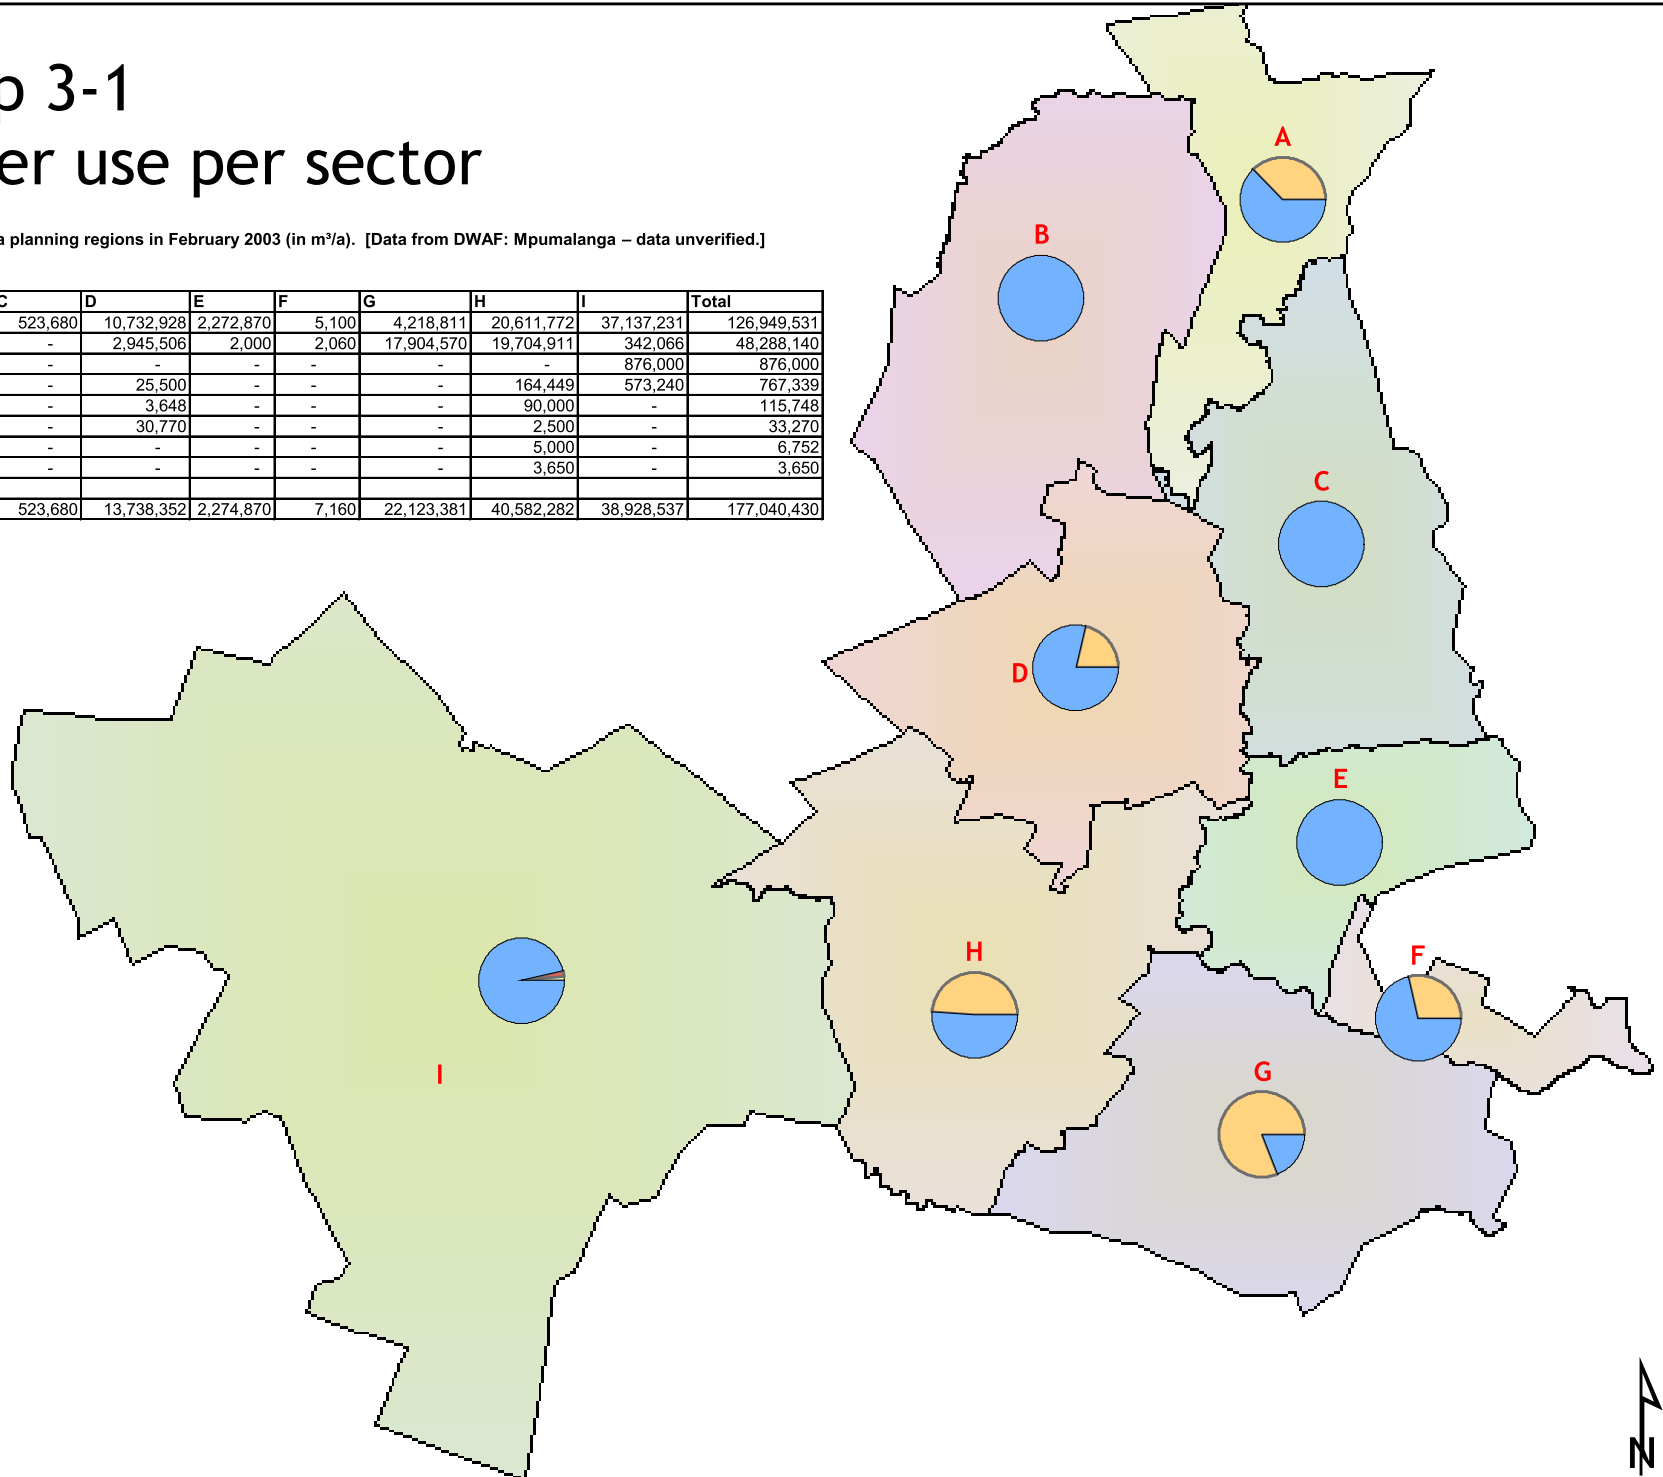 p 3-1
er use per sector
a planning regions in February 2003 (in m³/a). [Data from DWAF: Mpumalanga – data unverified.]
C D E F G H I Total
523,680 10,732,928 2,272,870 5,100 4,218,811 20,611,772 37,137,231 126,949,531
- 2,945,506 2,000 2,060 17,904,570 19,704,911 342,066 48,288,140
- - - - - - 876,000 876,000
- 25,500 - - - 164,449 573,240 767,339
- 3,648 - - - 90,000 - 115,748
- 30,770 - - - 2,500 - 33,270
- - - - - 5,000 - 6,752
- - - - - 3,650 - 3,650
523,680 13,738,352 2,274,870 7,160 22,123,381 40,582,282 38,928,537 177,040,430
A
B
C
D
E
H
F
I
G
N